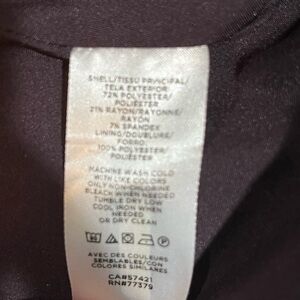 SHELL/TISSU PRINCIPAL/
TELA EXTERIOR:
72% POLYESTER/
POLIÉSTER
21% RAYON/RAYONNE/
RAYÓN
7% SPANDEX
LINING/DOUBLURE/
FORRO:
100% POLYESTER/
POLIÉSTER
MACHINE WASH COLD
WITH LIKE COLORS
ONLY NON-CHLORINE
BLEACH WHEN NEEDED
TUMBLE DRY LOW
COOL IRON WHEN
NEEDED
OR DRY CLEAN
AVEC DES COULEURS
SEMBLABLES/CON
COLORES SIMILARES
CA#57421
RN#77379